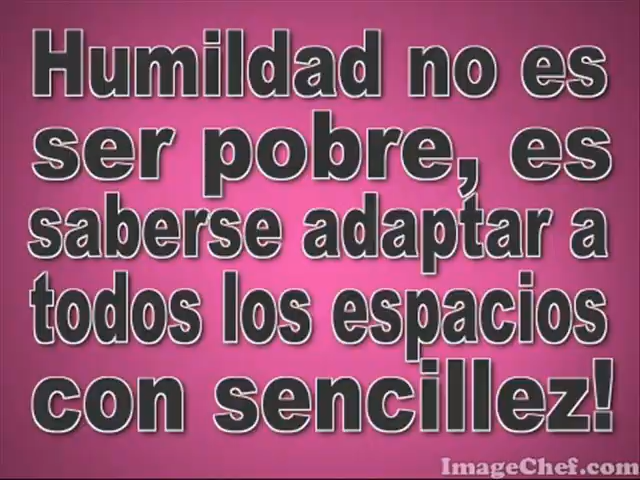 Humildad no es
ser pobre, es
saberse adaptar a
todos los espacios
con sencillez!
ImageChef.com